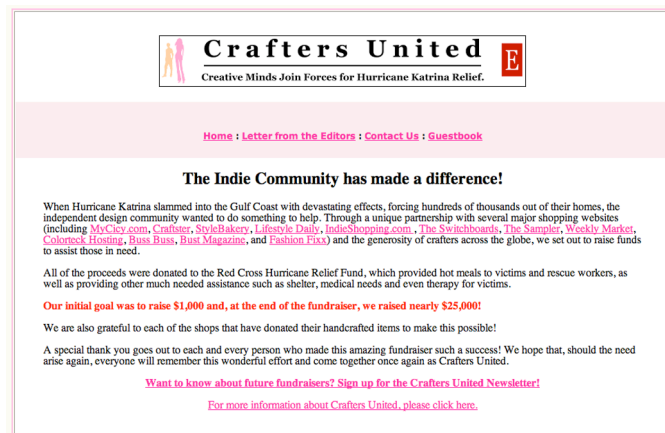 Crafters United
E
Creative Minds Join Forces for Hurricane Katrina Relief.
Home : Letter from the Editors : Contact Us : Guestbook
The Indie Community has made a difference!
When Hurricane Katrina slammed into the Gulf Coast with devastating effects, forcing hundreds of thousands out of their homes, the
independent design community wanted to do something to help. Through a unique partnership with several major shopping websites
(including MyCicy.com, Craftster, StyleBakery, Lifestyle Daily, IndieShopping.com , The Switchboards, The Sampler, Weekly Market,
Colorteck Hosting, Buss Buss, Bust Magazine, and Fashion Fixx) and the generosity of crafters across the globe, we set out to raise funds
to assist those in need.
All of the proceeds were donated to the Red Cross Hurricane Relief Fund, which provided hot meals to victims and rescue workers, as
well as providing other much needed assistance such as shelter, medical needs and even therapy for victims.
Our initial goal was to raise $1,000 and, at the end of the fundraiser, we raised nearly $25,000!
We are also grateful to each of the shops that have donated their handcrafted items to make this possible!
A special thank you goes out to each and every person who made this amazing fundraiser such a success! We hope that, should the need
arise again, everyone will remember this wonderful effort and come together once again as Crafters United.
Want to know about future fundraisers? Sign up for the Crafters United Newsletter!
For more information about Crafters United, please click here.